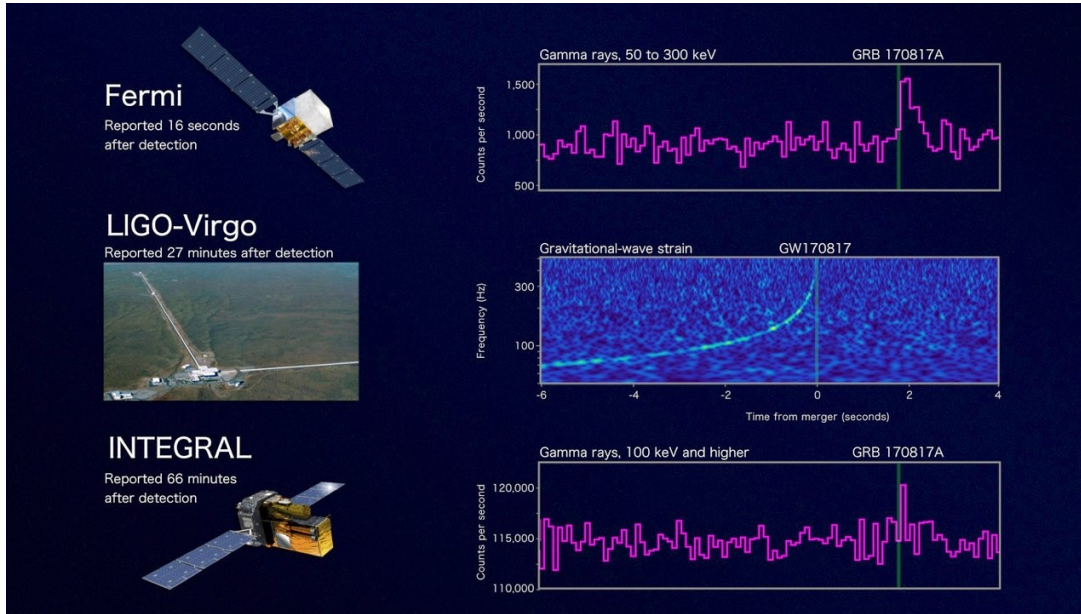 Fermi
Reported 16 seconds
after detection
Gamma rays, 50 to 300 keV
GRB 170817A
Counts per second
1,500
1,000
500
LIGO-Virgo
Reported 27 minutes after detection
Gravitational-wave strain
GW170817
Frequency (Hz)
300
100
-6
-4
-2
0
2
4
Time from merger (seconds)
INTEGRAL
Reported 66 minutes
after detection
Gamma rays, 100 keV and higher
GRB 170817A
Counts per second
120,000
115,000
110,000